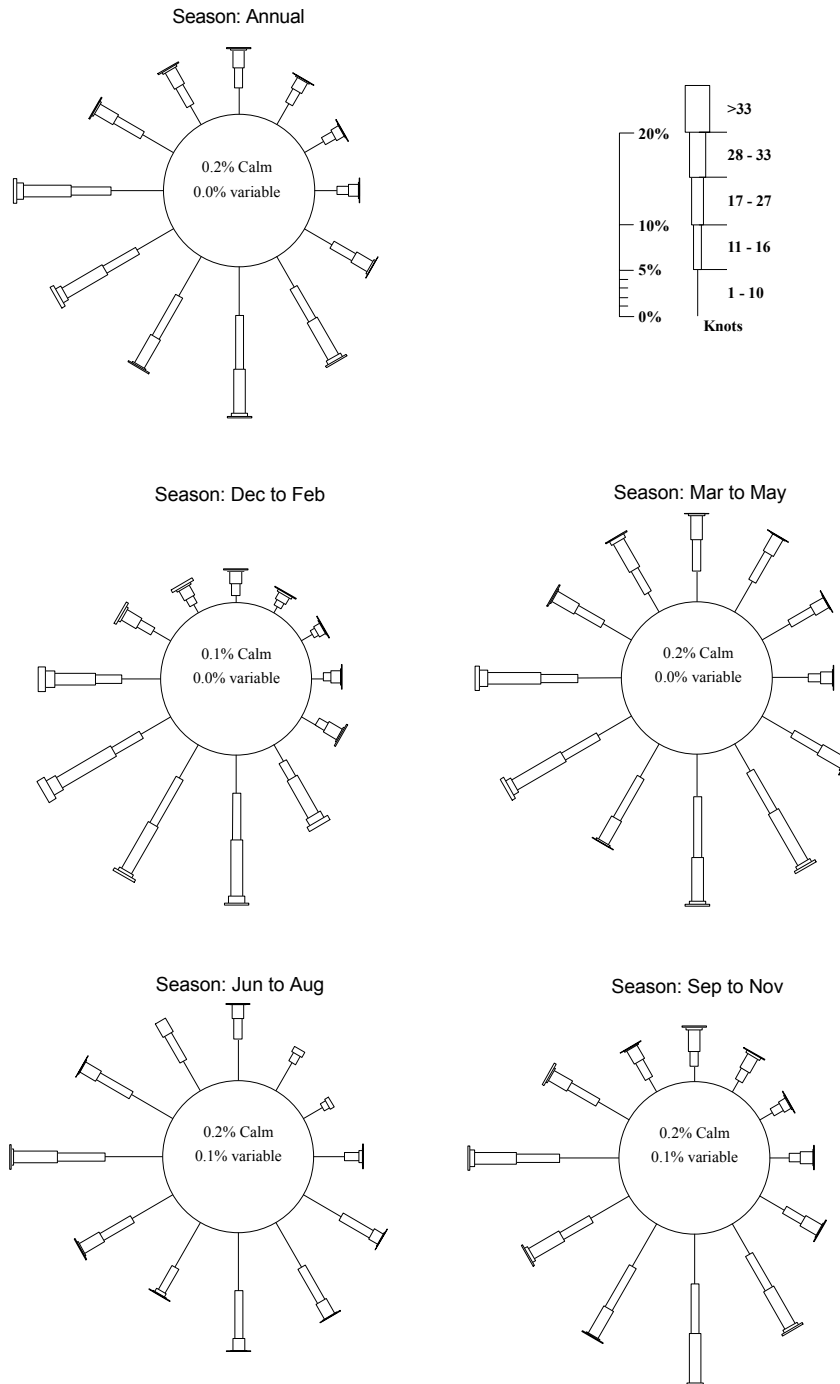 Season: Annual
0.2% Calm
0.0% variable
>33
20%
28 - 33
17 - 27
10%
11 - 16
5%
1 - 10
0%
Knots
Season: Dec to Feb
0.1% Calm
0.0% variable
Season: Mar to May
0.2% Calm
0.0% variable
Season: Jun to Aug
0.2% Calm
0.1% variable
Season: Sep to Nov
0.2% Calm
0.1% variable